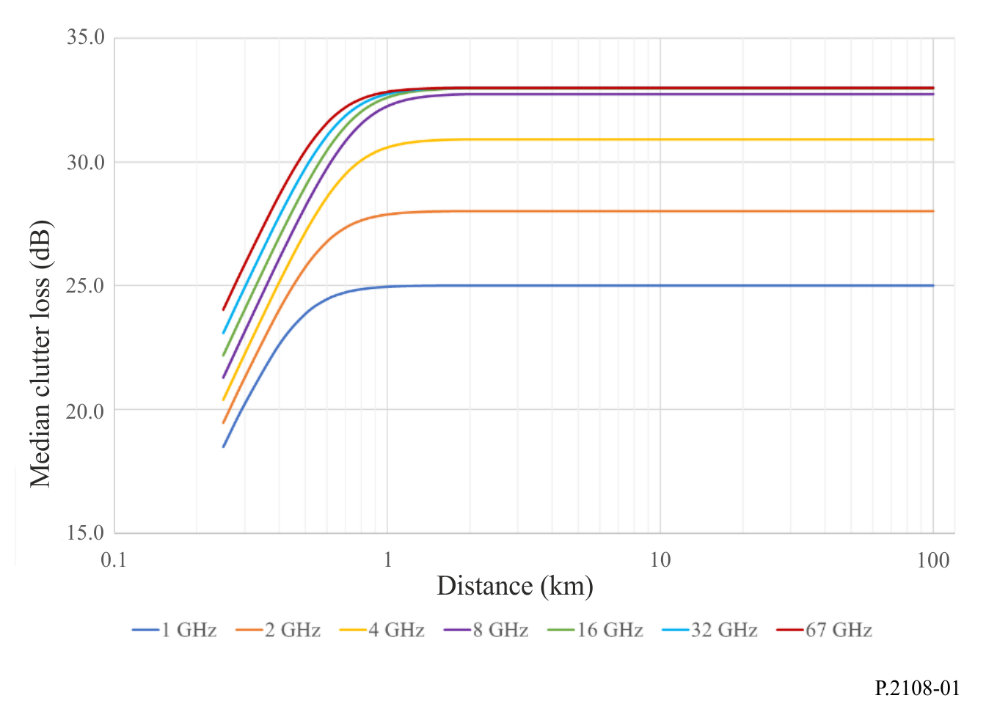 35.0
30.0
25.0
20.0
15.0
Median clutter loss (dB)
0.1 1 10 100
Distance (km)
1 GHz 2 GHz 4 GHz 8 GHz 16 GHz 32 GHz 67 GHz
P.2108-01